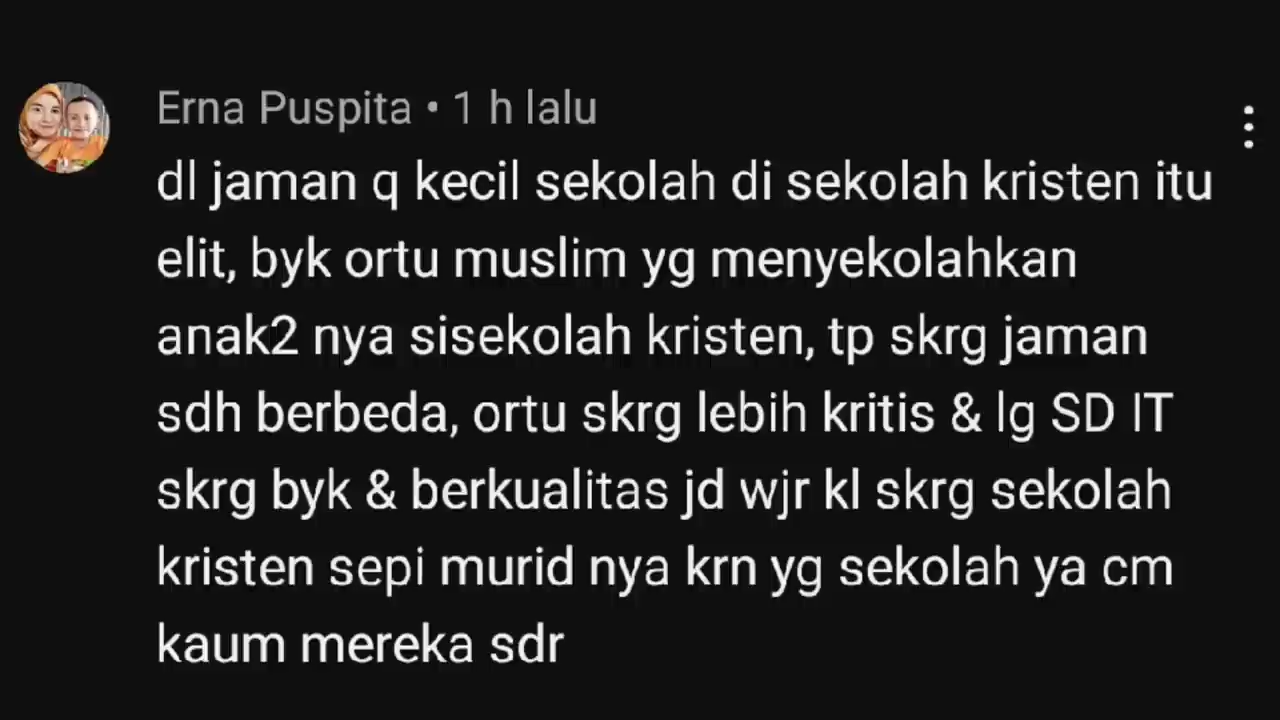 Erna Puspita • 1 h lalu
dl jaman q kecil sekolah di sekolah kristen itu
elit, byk ortu muslim yg menyekolahkan
anak2 nya sisekolah kristen, tp skrg jaman
sdh berbeda, ortu skrg lebih kritis & lg SD IT
skrg byk & berkualitas jd wjr kl skrg sekolah
kristen sepi murid nya krn yg sekolah ya cm
kaum mereka sdr